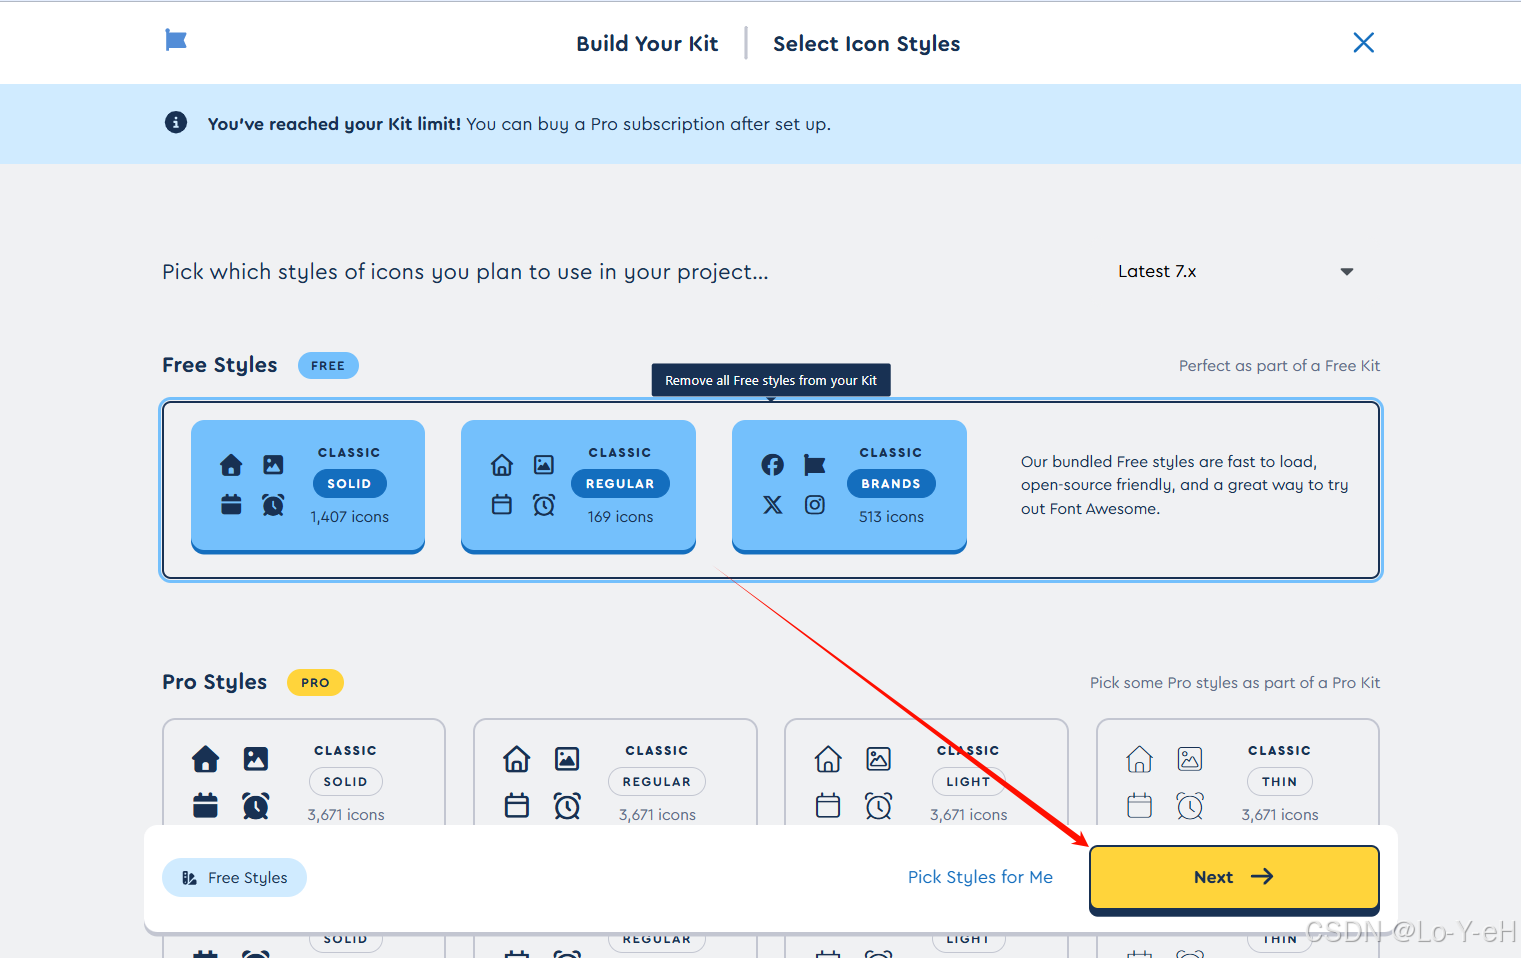 Build Your Kit
Select Icon Styles
You've reached your Kit limit! You can buy a Pro subscription after set up.
Pick which styles of icons you plan to use in your project...
Latest 7.x
Free Styles
FREE
Perfect as part of a Free Kit
Remove all Free styles from your Kit
CLASSIC
SOLID
1,407 icons
CLASSIC
REGULAR
169 icons
CLASSIC
BRANDS
513 icons
Our bundled Free styles are fast to load,
open-source friendly, and a great way to try
out Font Awesome.
Pro Styles
PRO
Pick some Pro styles as part of a Pro Kit
CLASSIC
SOLID
3,671 icons
CLASSIC
REGULAR
3,671 icons
CLASSIC
LIGHT
3,671 icons
CLASSIC
THIN
3,671 icons
Free Styles
Pick Styles for Me
Next
SOLID
REGULAR
LIGHT
THIN
CSDN @Lo-Y-eH